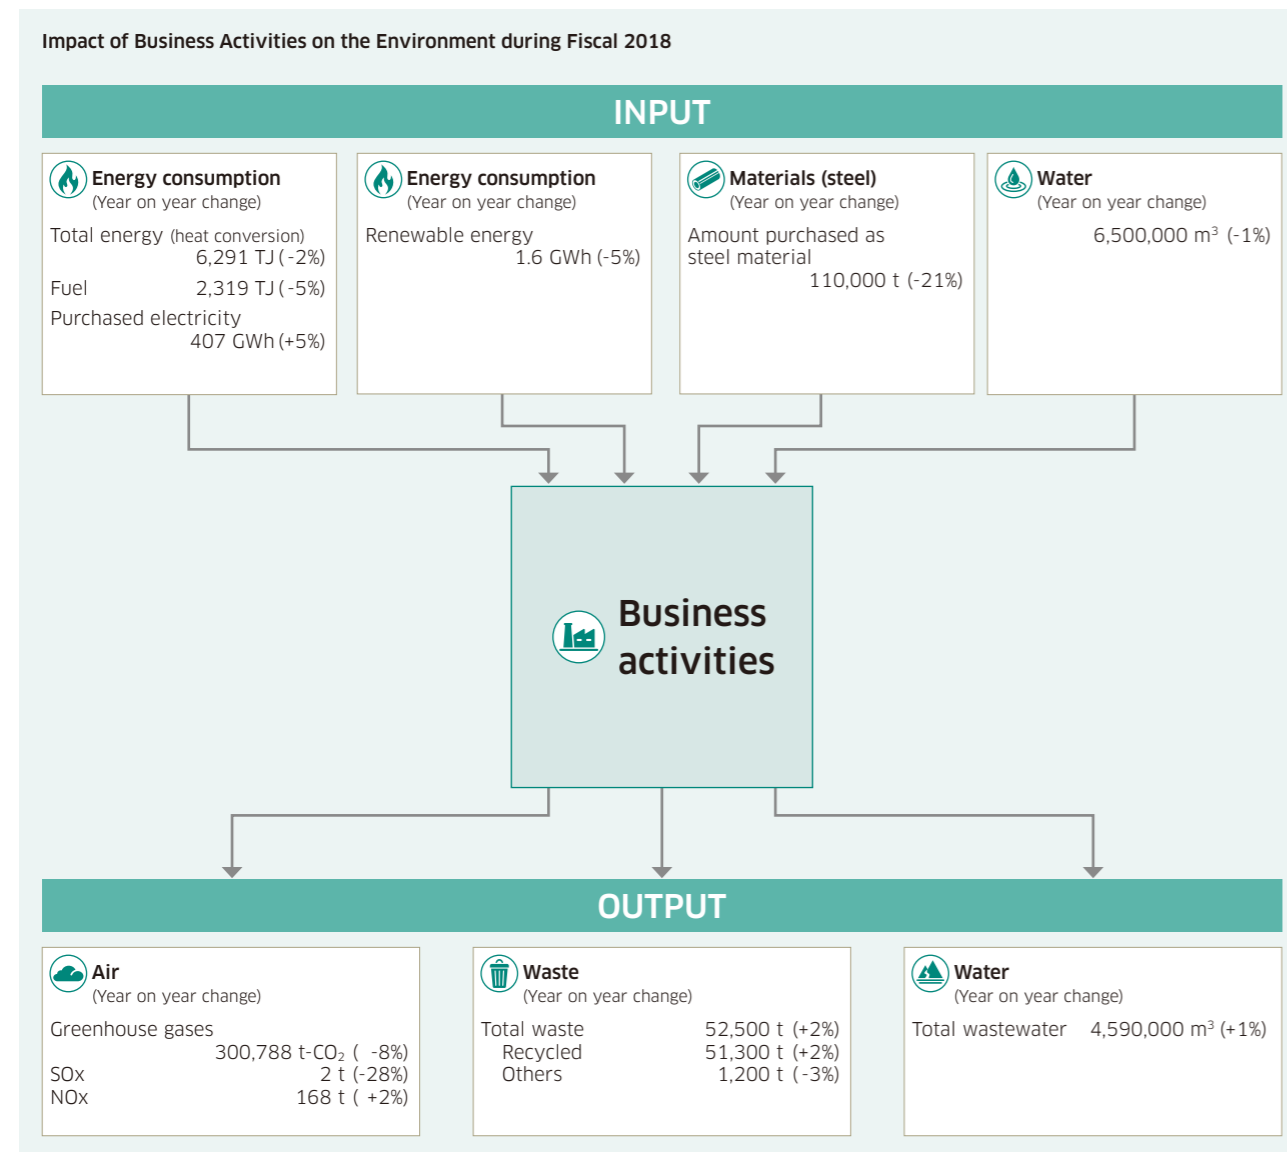 Impact of Business Activities on the Environment during Fiscal 2018
INPUT
Energy consumption
(Year on year change)
Total energy (heat conversion)
6,291 TJ ( -2%)
Fuel 2,319 TJ ( -5%)
Purchased electricity
407 GWh (+5%)
Energy consumption
(Year on year change)
Renewable energy
1.6 GWh (-5%)
Materials (steel)
(Year on year change)
Amount purchased as
steel material
110,000 t (-21%)
Water
(Year on year change)
6,500,000 m³ (-1%)
Business
activities
OUTPUT
Air
(Year on year change)
Greenhouse gases
300,788 t-CO₂ ( -8%)
SOx 2 t (-28%)
NOx 168 t ( +2%)
Waste
(Year on year change)
Total waste 52,500 t (+2%)
Recycled 51,300 t (+2%)
Others 1,200 t ( -3%)
Water
(Year on year change)
Total wastewater 4,590,000 m³ (+1%)